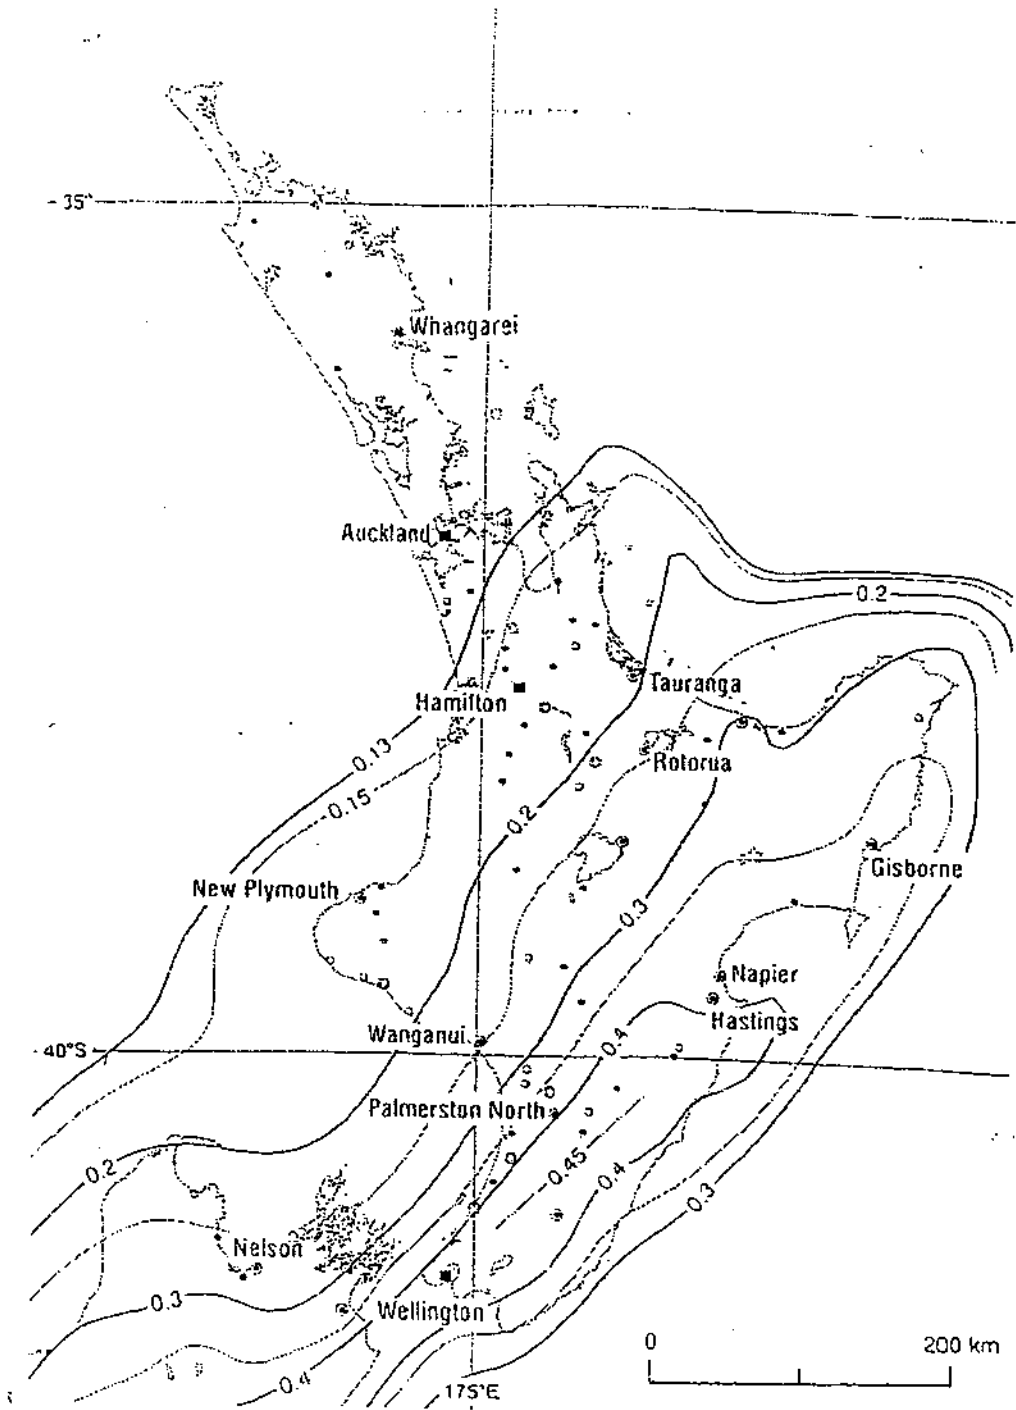 35°
Whangarei
Auckland
0.2
Tauranga
Hamilton
0.13
Rotorua
0.15
0.2
Gisborne
New Plymouth
0.3
Napier
Hastings
Wanganui
40°S
0.4
Palmerston North
0.45
0.4
0.2
0.3
Nelson
0.3
Wellington
0 200 km
0.4
175°E